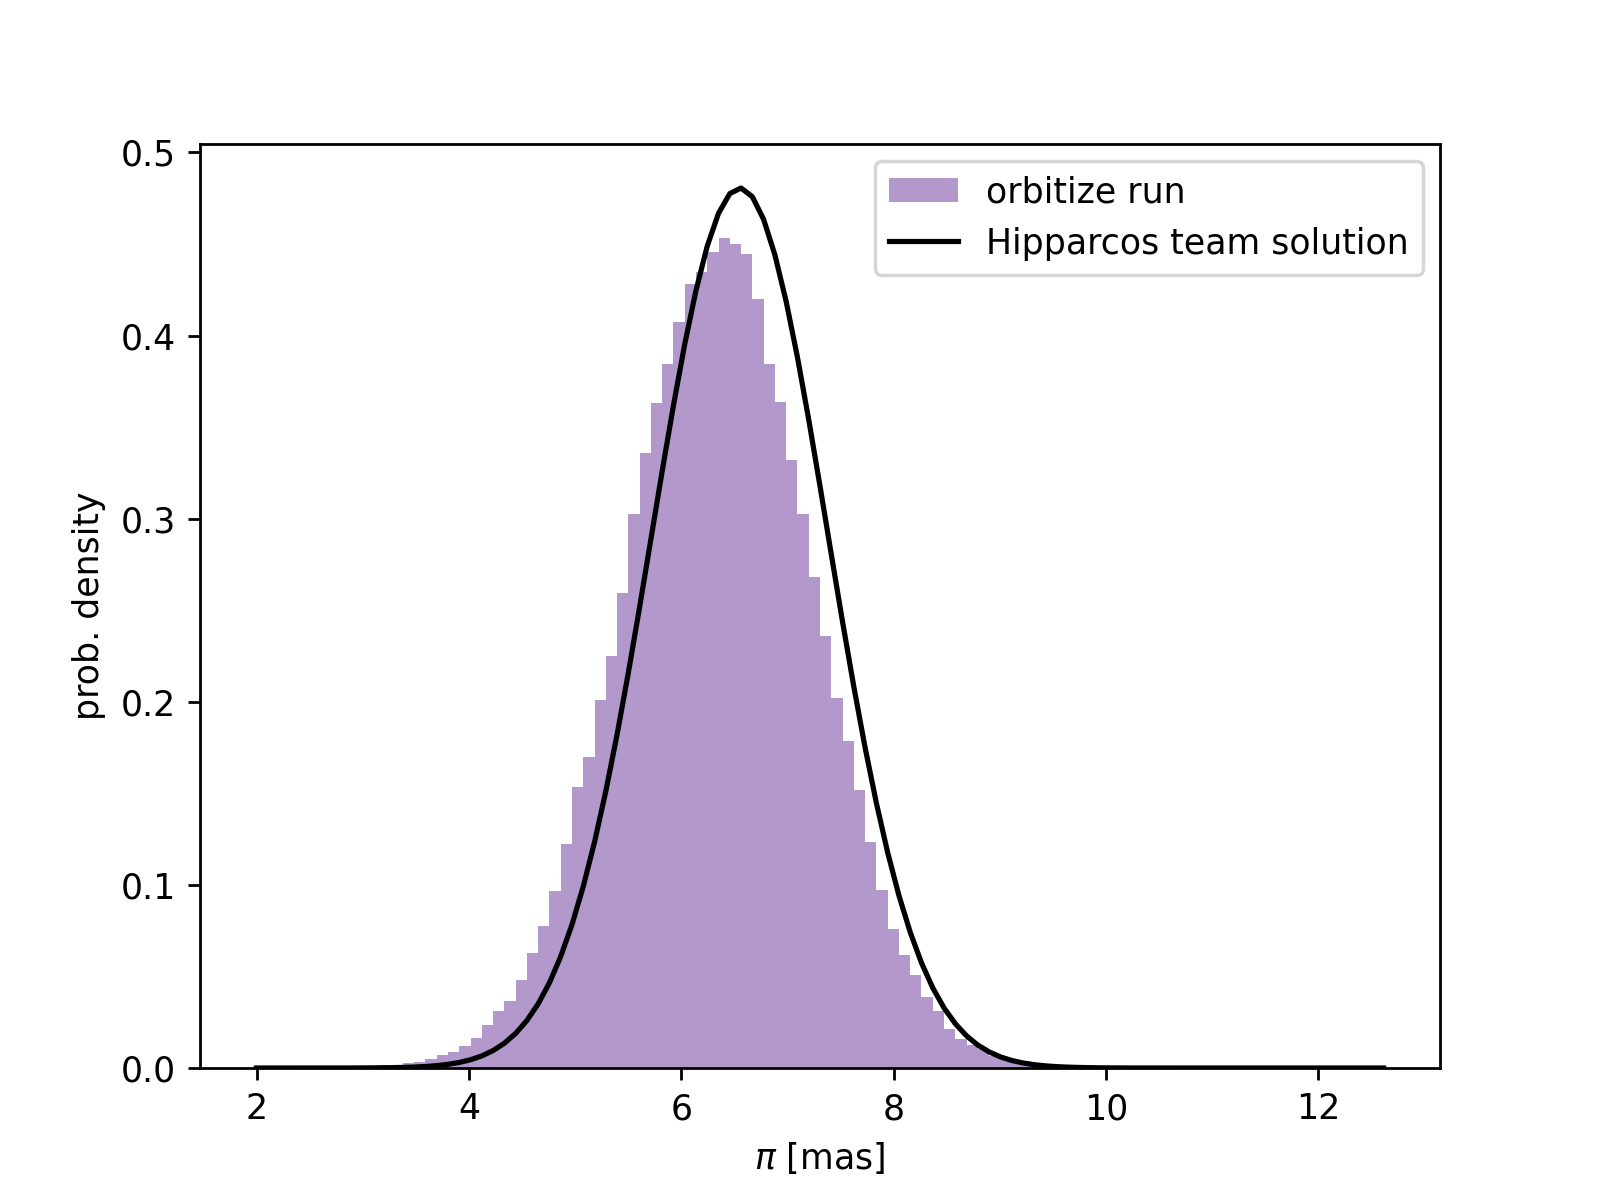 orbitize run
Hipparcos team solution
0.5
0.4
0.3
0.2
0.1
0.0
prob. density
2 4 6 8 10 12
π [mas]